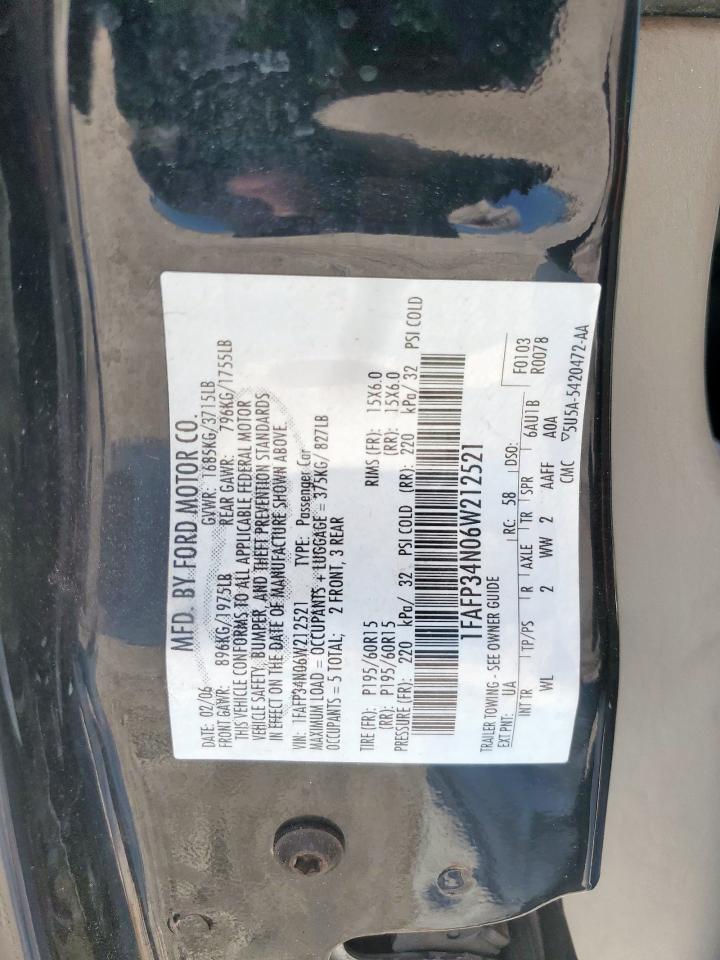 MFD. BY FORD MOTOR CO.
DATE: 02/06 GVWR: 1685KG/3715LB
FRONT GAWR: 896KG/1975LB REAR GAWR: 796KG/1755LB
THIS VEHICLE CONFORMS TO ALL APPLICABLE FEDERAL MOTOR
VEHICLE SAFETY, BUMPER, AND THEFT PREVENTION STANDARDS
IN EFFECT ON THE DATE OF MANUFACTURE SHOWN ABOVE.
VIN: 1FAFP34N06W212521 TYPE: Passenger Car
MAXIMUM LOAD = OCCUPANTS + LUGGAGE = 375KG/ 827LB
OCCUPANTS = 5 TOTAL; 2 FRONT, 3 REAR
TIRE (FR): P195/60R15 RIMS (FR): 15X6.0
(RR): P195/60R15 (RR): 15X6.0
PRESSURE (FR): 220 kPa/ 32 PSI COLD (RR): 220 kPa/ 32 PSI COLD
1FAFP34N06W212521
TRAILER TOWING - SEE OWNER GUIDE
EXT PNT: UA RC: 58 DSO: F0103
R0078
INT TR TP/PS R AXLE TR SPR 6AU1B
WL 2 WW 2 AAFF A0A
CMC ▽5U5A-5420472-AA